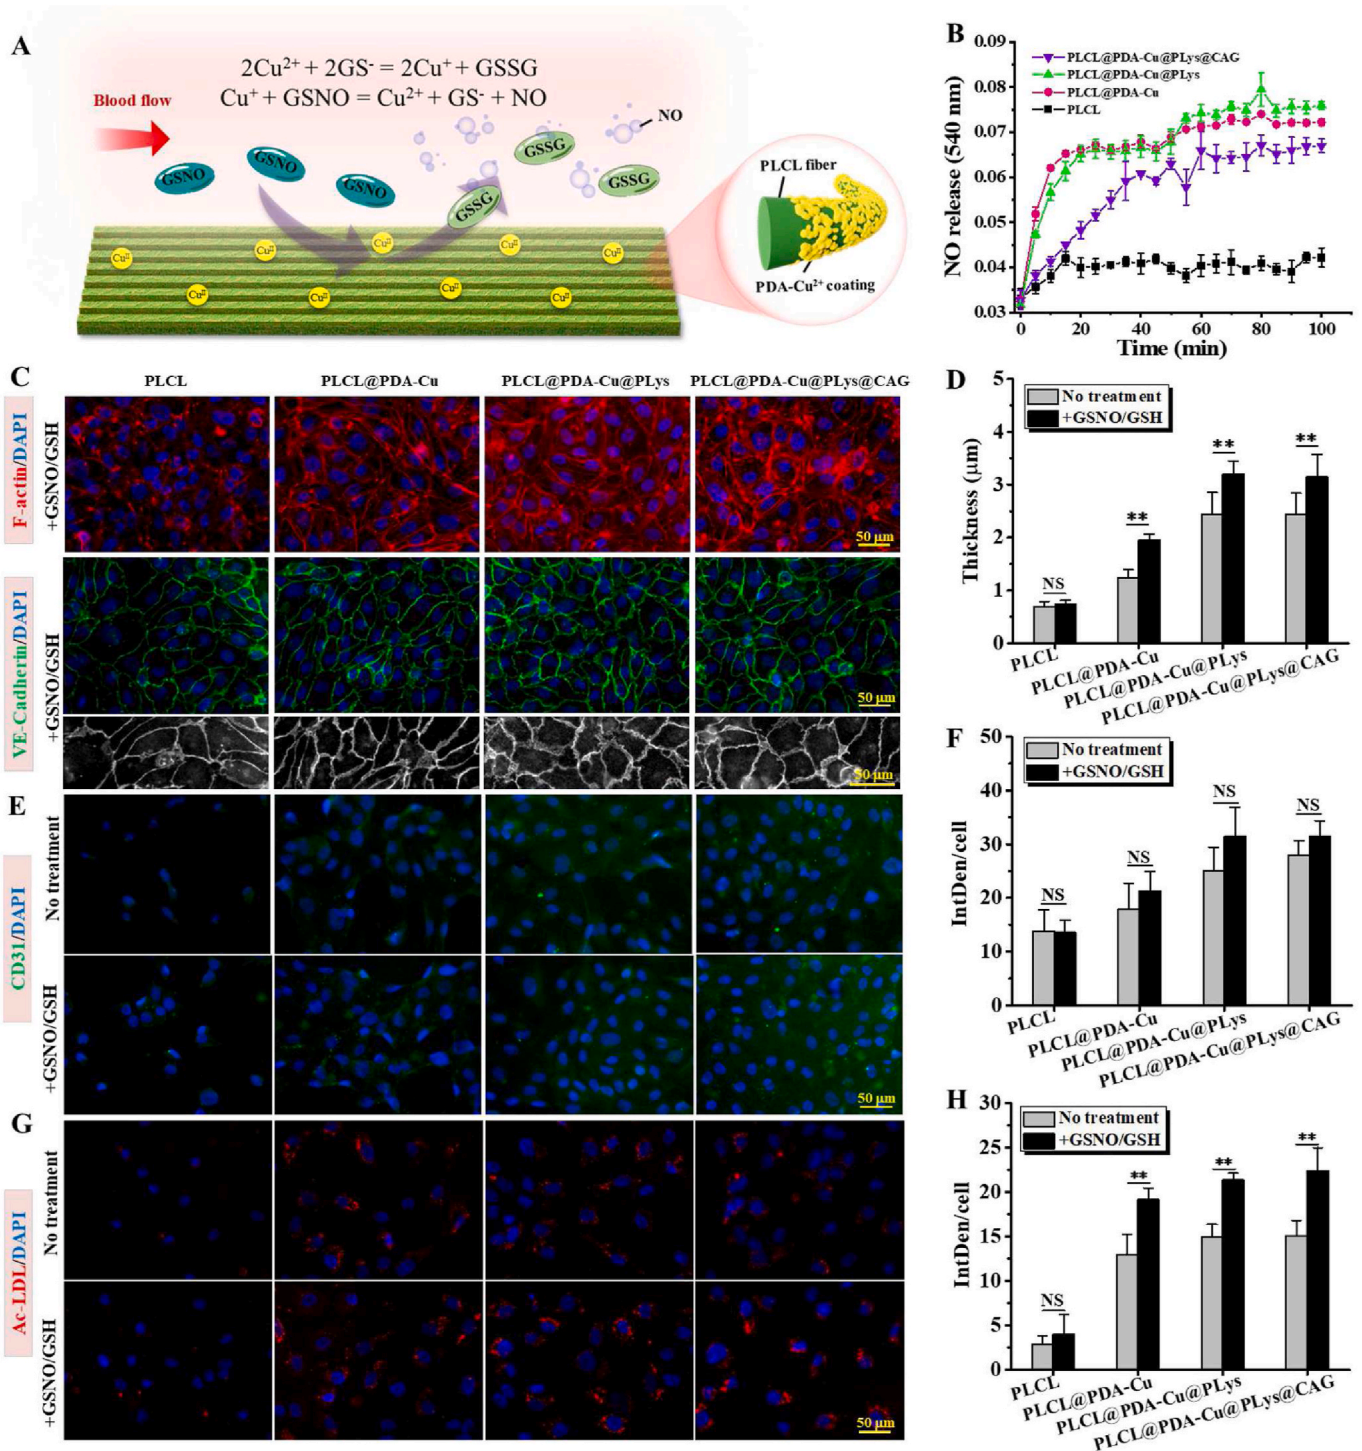 A
2Cu²⁺ + 2GS⁻ = 2Cu⁺ + GSSG
Cu⁺ + GSNO = Cu²⁺ + GS⁻ + NO
Blood flow
NO
GSNO
GSNO
GSNO
GSSG
GSSG
GSSG
Cuᴵᴵ
Cuᴵᴵ
Cuᴵᴵ
Cuᴵᴵ
Cuᴵᴵ
Cuᴵᴵ
Cuᴵᴵ
Cuᴵᴵ
Cuᴵᴵ
PLCL fiber
PDA-Cu²⁺ coating
B
NO release (540 nm)
0.09
0.08
0.07
0.06
0.05
0.04
0.03
PLCL@PDA-Cu@PLys@CAG
PLCL@PDA-Cu@PLys
PLCL@PDA-Cu
PLCL
0 20 40 60 80 100
Time (min)
C
PLCL PLCL@PDA-Cu PLCL@PDA-Cu@PLys PLCL@PDA-Cu@PLys@CAG
F-actin/DAPI
+GSNO/GSH
50 μm
VE-Cadherin/DAPI
+GSNO/GSH
50 μm
50 μm
D
Thickness (μm)
5
4
3
2
1
0
No treatment
+GSNO/GSH
NS
**
**
**
PLCL
PLCL@PDA-Cu
PLCL@PDA-Cu@PLys
PLCL@PDA-Cu@PLys@CAG
E
CD31/DAPI
No treatment
+GSNO/GSH
50 μm
F
IntDen/cell
50
40
30
20
10
0
No treatment
+GSNO/GSH
NS
NS
NS
NS
PLCL
PLCL@PDA-Cu
PLCL@PDA-Cu@PLys
PLCL@PDA-Cu@PLys@CAG
G
Ac-LDL/DAPI
No treatment
+GSNO/GSH
50 μm
H
IntDen/cell
30
25
20
15
10
5
0
No treatment
+GSNO/GSH
NS
**
**
**
PLCL
PLCL@PDA-Cu
PLCL@PDA-Cu@PLys
PLCL@PDA-Cu@PLys@CAG